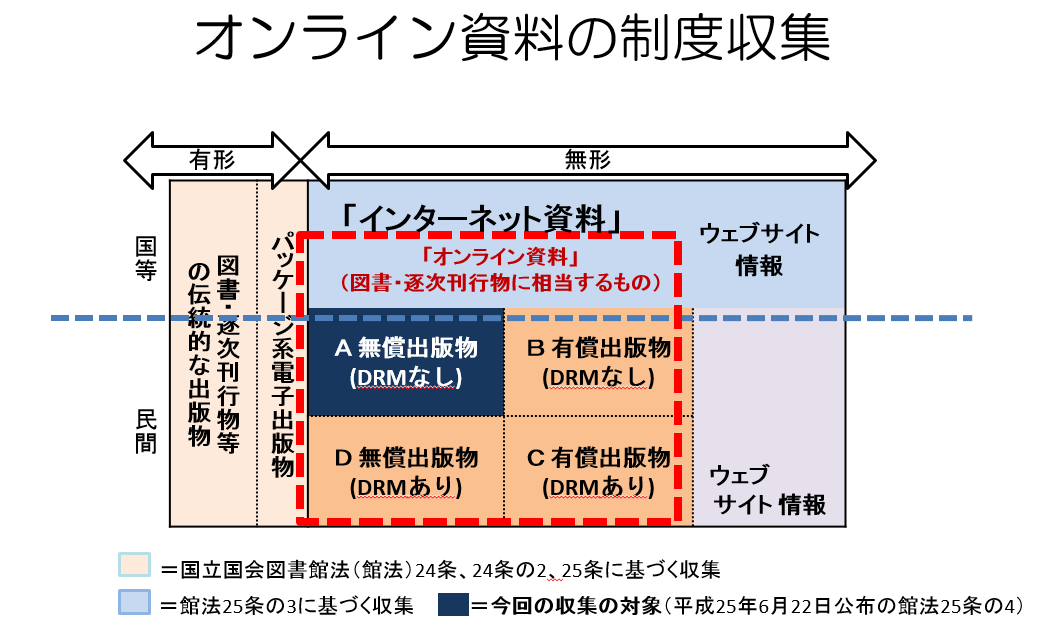 オンライン資料の制度収集
有形
無形
国等
民間
図書・逐次刊行物等
の伝統的な出版物
パッケージ系電子出版物
「インターネット資料」
「オンライン資料」
（図書・逐次刊行物に相当するもの）
ウェブサイト
情報
A 無償出版物
(DRMなし)
B 有償出版物
(DRMなし)
D 無償出版物
(DRMあり)
C 有償出版物
(DRMあり)
ウェブ
サイト 情報
＝国立国会図書館法（館法）24条、24条の2、25条に基づく収集
＝館法25条の3に基づく収集
＝今回の収集の対象（平成25年6月22日公布の館法25条の4）